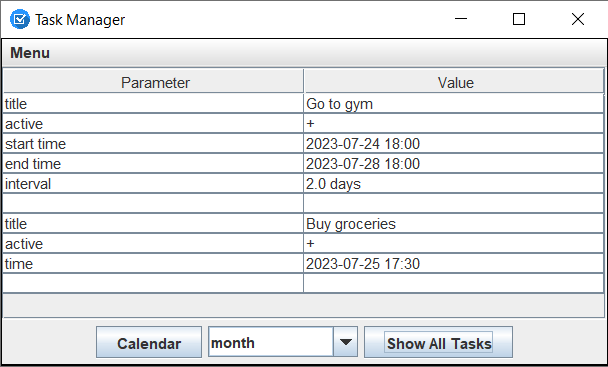 Task Manager
Menu
Parameter Value
title Go to gym
active +
start time 2023-07-24 18:00
end time 2023-07-28 18:00
interval 2.0 days
title Buy groceries
active +
time 2023-07-25 17:30
Calendar month Show All Tasks